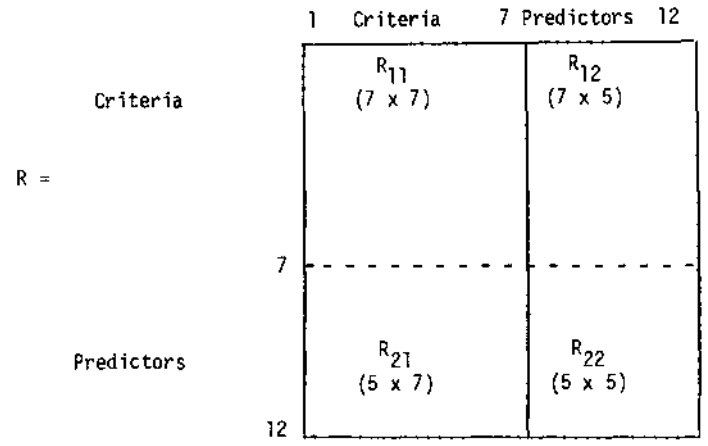 1 Criteria 7 Predictors 12
R11 R12
Criteria (7 x 7) (7 x 5)
R =
7
R21 R22
Predictors (5 x 7) (5 x 5)
12